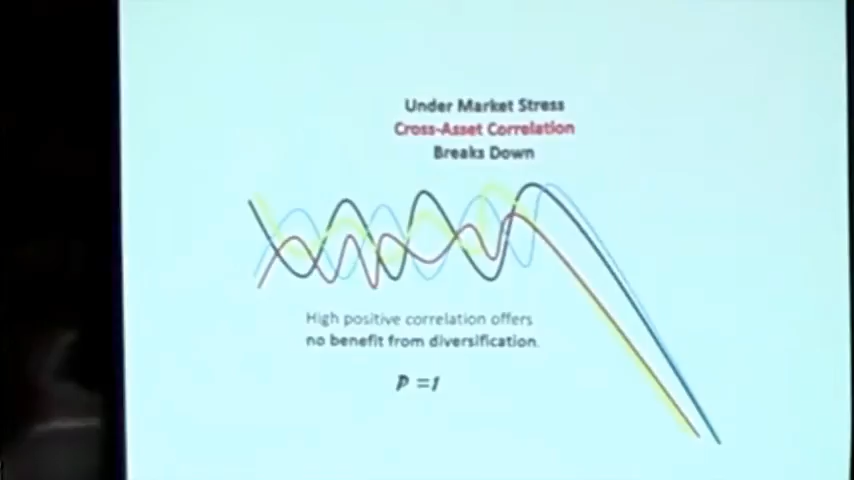 Under Market Stress
Cross-Asset Correlation
Breaks Down
High positive correlation offers
no benefit from diversification.
P =1